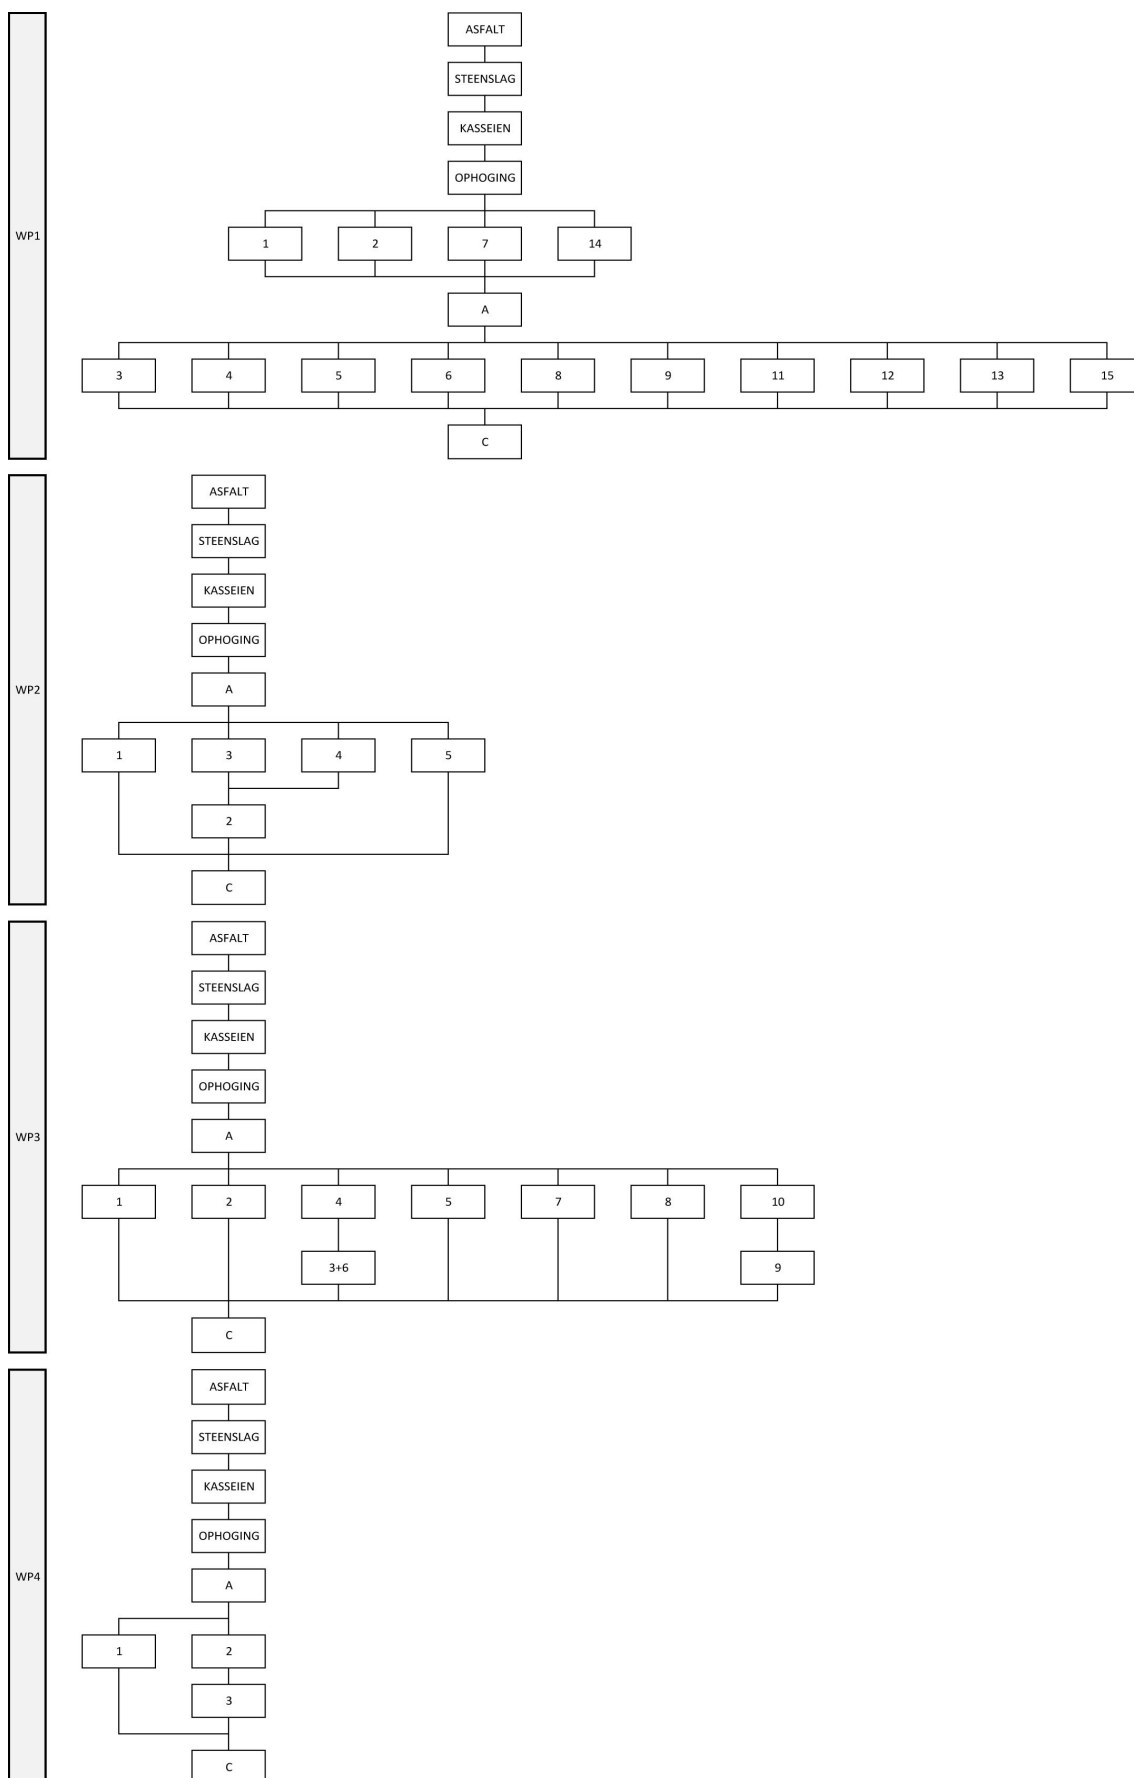 WP1
ASFALT
STEENSLAG
KASSEIEN
OPHOGING
1 2 7 14
A
3 4 5 6 8 9 11 12 13 15
C
WP2
ASFALT
STEENSLAG
KASSEIEN
OPHOGING
A
1 3 4 5
2
C
WP3
ASFALT
STEENSLAG
KASSEIEN
OPHOGING
A
1 2 4 5 7 8 10
3+6 9
C
WP4
ASFALT
STEENSLAG
KASSEIEN
OPHOGING
A
1 2
3
C